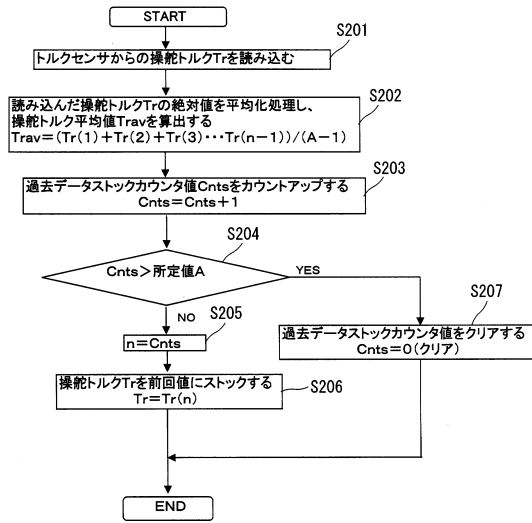 START
S201
トルクセンサからの操舵トルクTrを読み込む
S202
読み込んだ操舵トルクTrの絶対値を平均化処理し、
操舵トルク平均値Travを算出する
Trav=(Tr(1)+Tr(2)+Tr(3)・・・Tr(n-1))/(A-1)
S203
過去データストックカウンタ値Cntsをカウントアップする
Cnts=Cnts+1
S204
Cnts>所定値A
YES
NO
S205
n=Cnts
S207
過去データストックカウンタ値をクリアする
Cnts=0(クリア)
操舵トルクTrを前回値にストックする
Tr=Tr(n)
S206
END